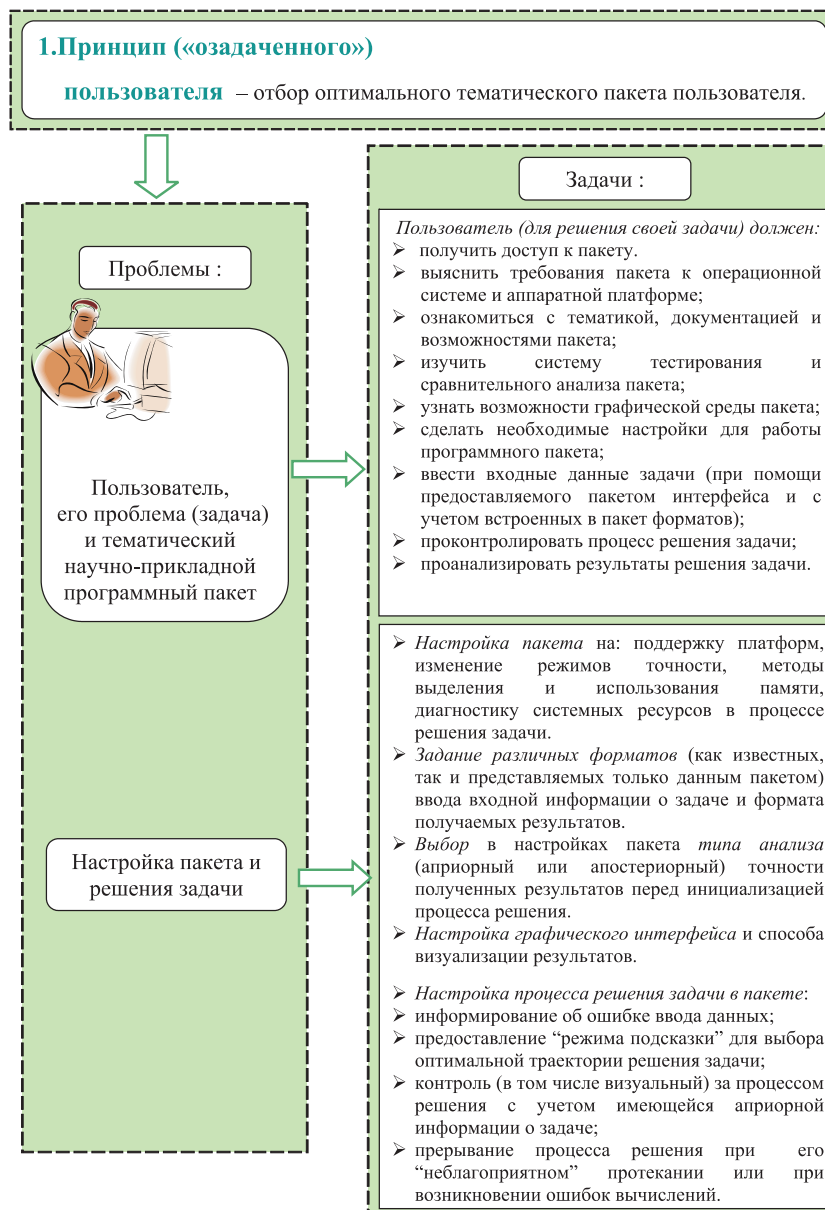 1.Принцип («озадаченного»)
пользователя – отбор оптимального тематического пакета пользователя.
Проблемы :
Пользователь,
его проблема (задача)
и тематический
научно-прикладной
программный пакет
Настройка пакета и
решения задачи
Задачи :
Пользователь (для решения своей задачи) должен:
➢ получить доступ к пакету.
➢ выяснить требования пакета к операционной
системе и аппаратной платформе;
➢ ознакомиться с тематикой, документацией и
возможностями пакета;
➢ изучить систему тестирования и
сравнительного анализа пакета;
➢ узнать возможности графической среды пакета;
➢ сделать необходимые настройки для работы
программного пакета;
➢ ввести входные данные задачи (при помощи
предоставляемого пакетом интерфейса и с
учетом встроенных в пакет форматов);
➢ проконтролировать процесс решения задачи;
➢ проанализировать результаты решения задачи.
➢ Настройка пакета на: поддержку платформ,
изменение режимов точности, методы
выделения и использования памяти,
диагностику системных ресурсов в процессе
решения задачи.
➢ Задание различных форматов (как известных,
так и представляемых только данным пакетом)
ввода входной информации о задаче и формата
получаемых результатов.
➢ Выбор в настройках пакета типа анализа
(априорный или апостериорный) точности
полученных результатов перед инициализацией
процесса решения.
➢ Настройка графического интерфейса и способа
визуализации результатов.
➢ Настройка процесса решения задачи в пакете:
➢ информирование об ошибке ввода данных;
➢ предоставление “режима подсказки” для выбора
оптимальной траектории решения задачи;
➢ контроль (в том числе визуальный) за процессом
решения с учетом имеющейся априорной
информации о задаче;
➢ прерывание процесса решения при его
“неблагоприятном” протекании или при
возникновении ошибок вычислений.